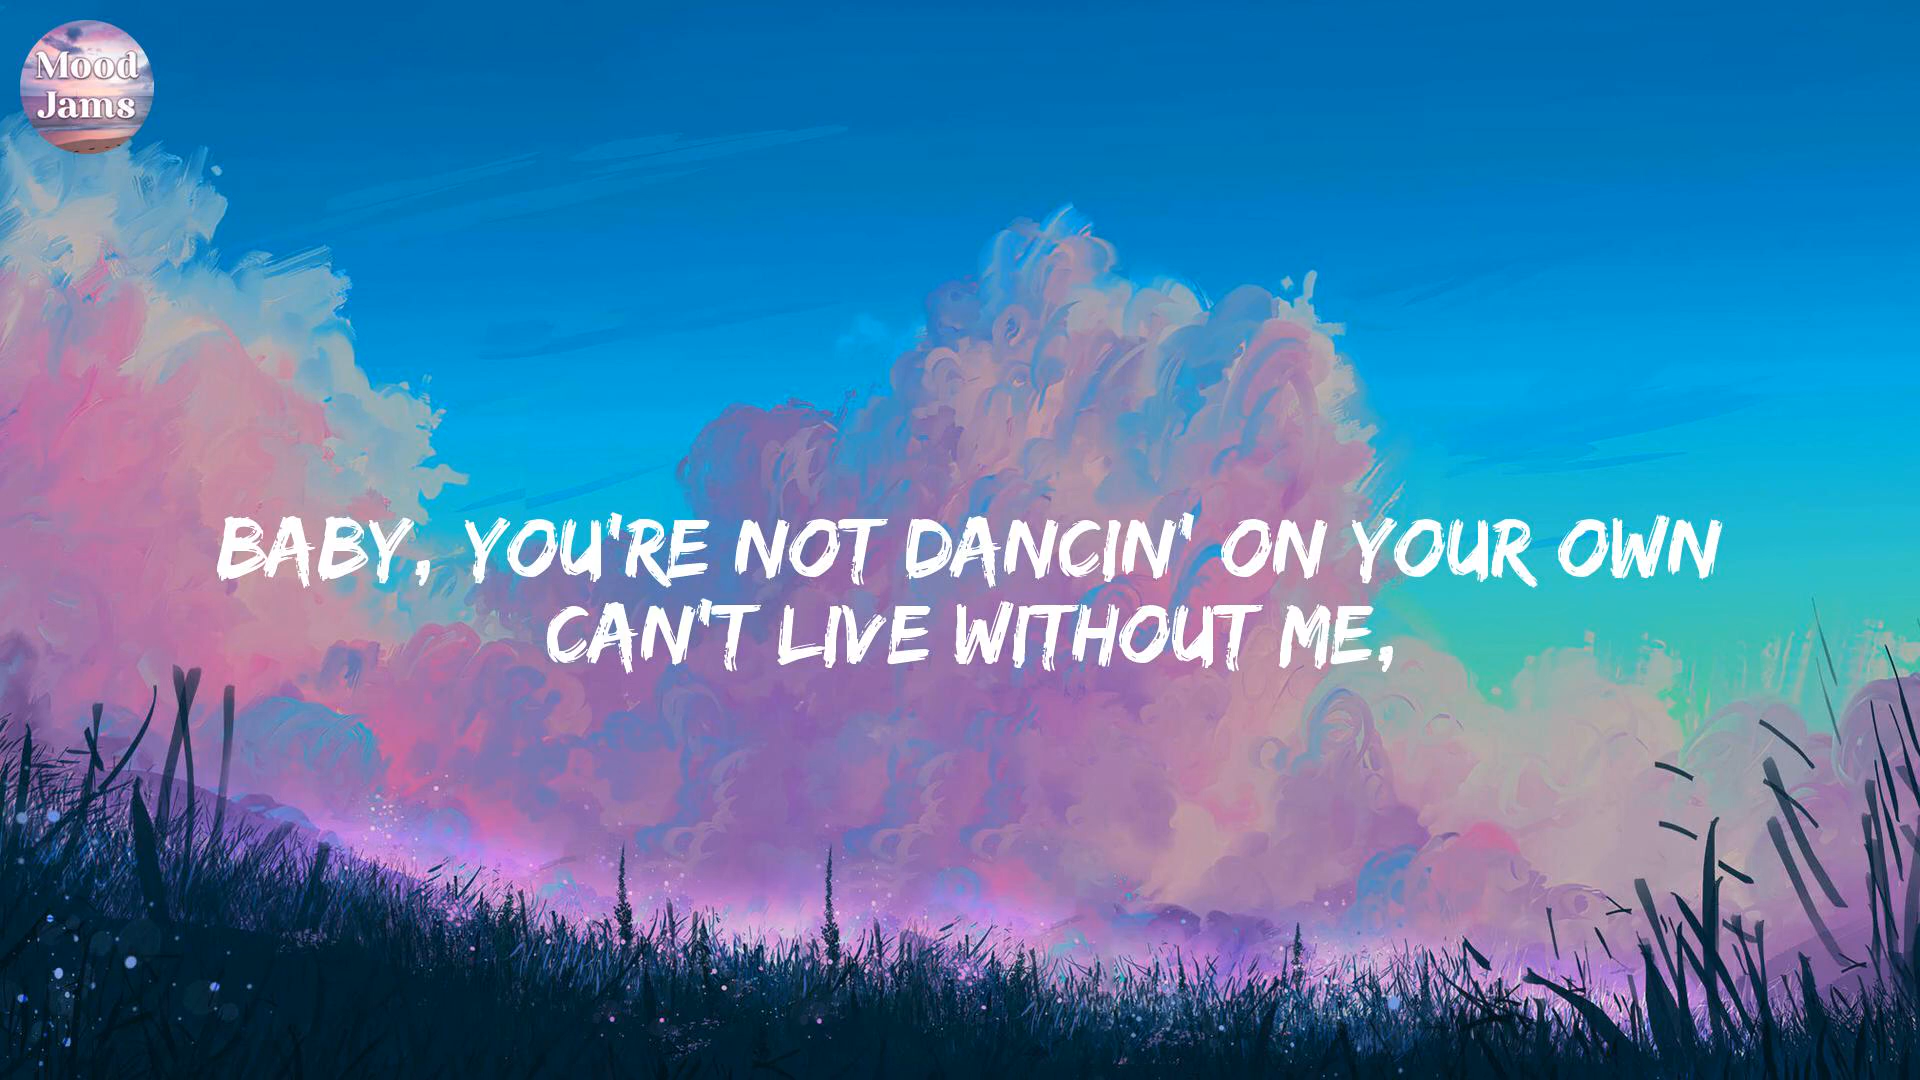 Mood
Jams
BABY, YOU'RE NOT DANCIN' ON YOUR OWN
CAN'T LIVE WITHOUT ME,